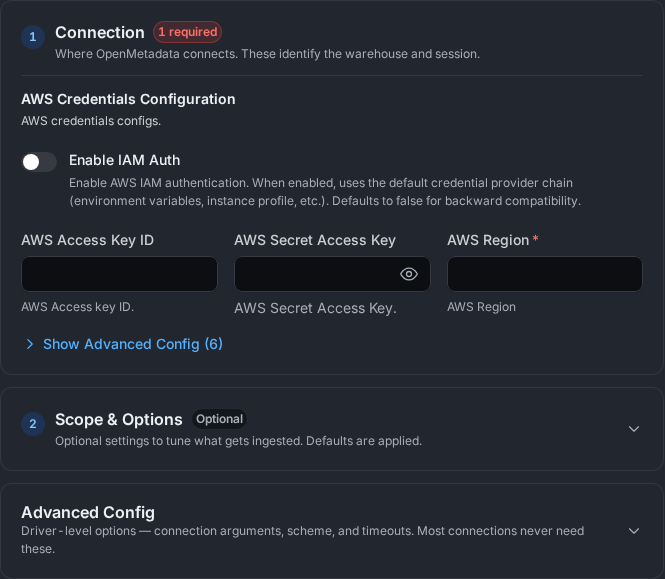 1
Connection
1 required
Where OpenMetadata connects. These identify the warehouse and session.
AWS Credentials Configuration
AWS credentials configs.
Enable IAM Auth
Enable AWS IAM authentication. When enabled, uses the default credential provider chain
(environment variables, instance profile, etc.). Defaults to false for backward compatibility.
AWS Access Key ID
AWS Secret Access Key
AWS Region *
AWS Access key ID.
AWS Secret Access Key.
AWS Region
Show Advanced Config (6)
2
Scope & Options
Optional
Optional settings to tune what gets ingested. Defaults are applied.
Advanced Config
Driver-level options — connection arguments, scheme, and timeouts. Most connections never need
these.